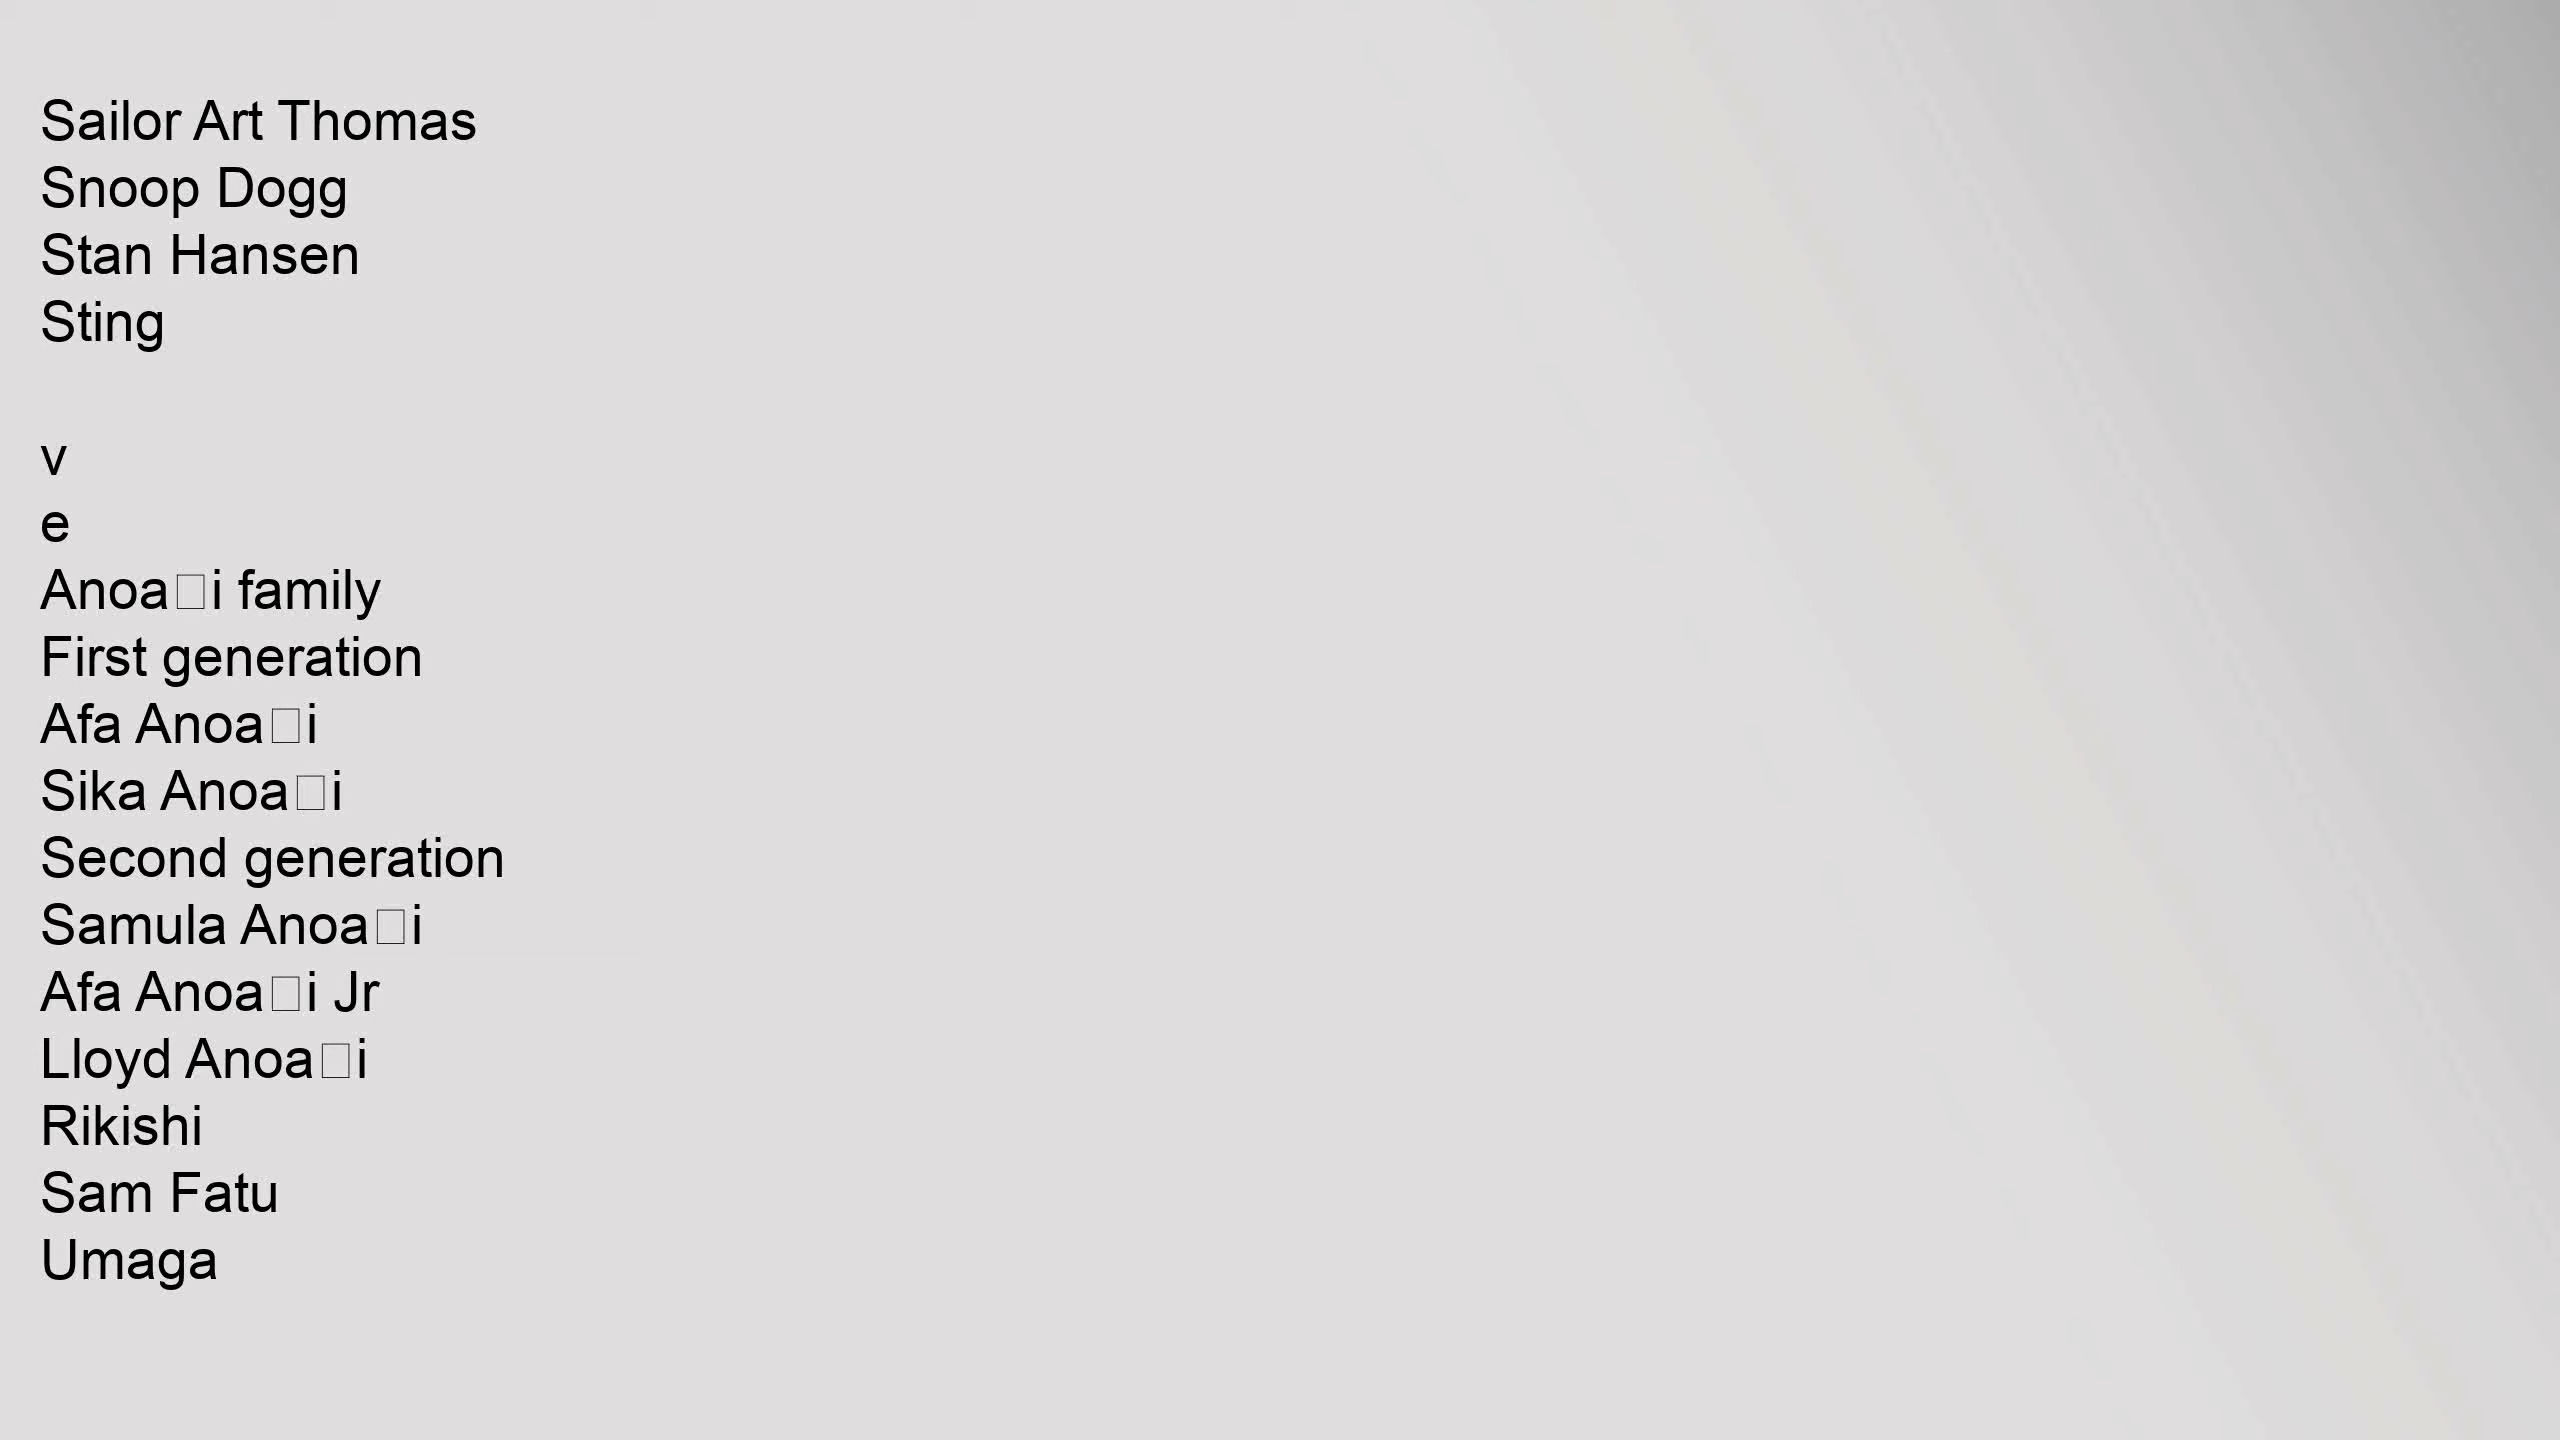 Sailor Art Thomas
Snoop Dogg
Stan Hansen
Sting
v
e
Anoa□i family
First generation
Afa Anoa□i
Sika Anoa□i
Second generation
Samula Anoa□i
Afa Anoa□i Jr
Lloyd Anoa□i
Rikishi
Sam Fatu
Umaga